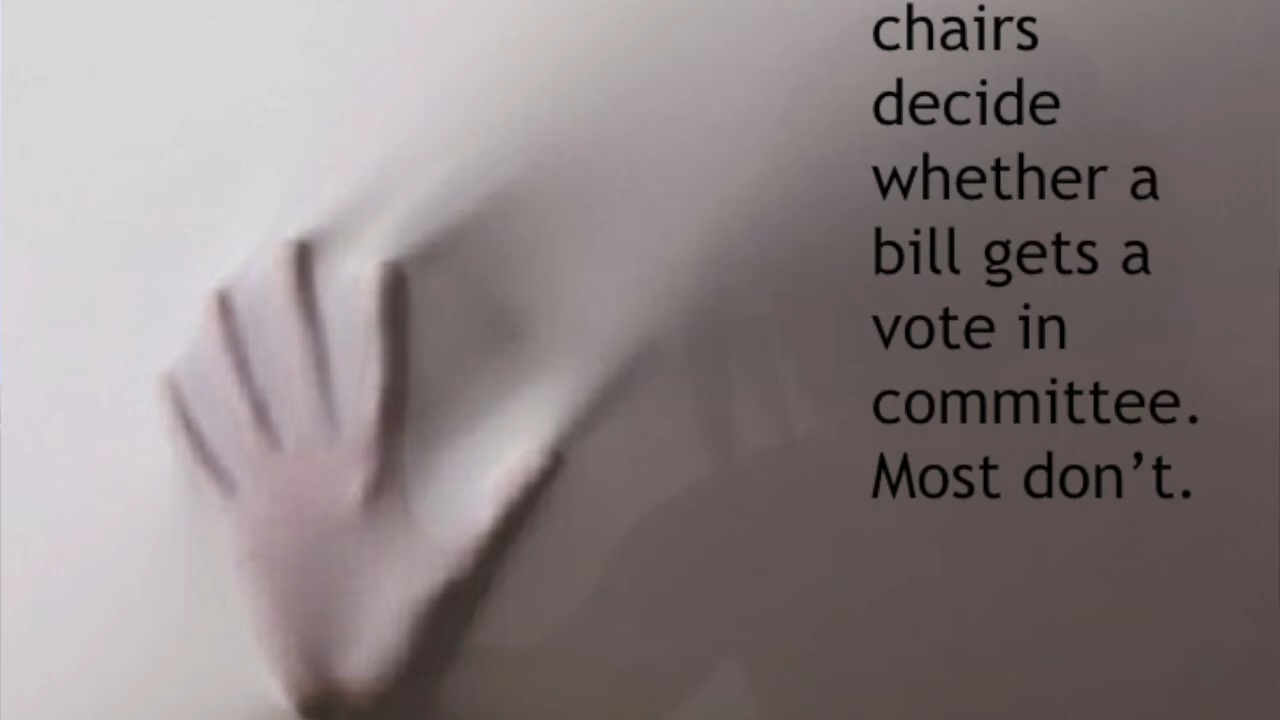 chairs
decide
whether a
bill gets a
vote in
committee.
Most don’t.